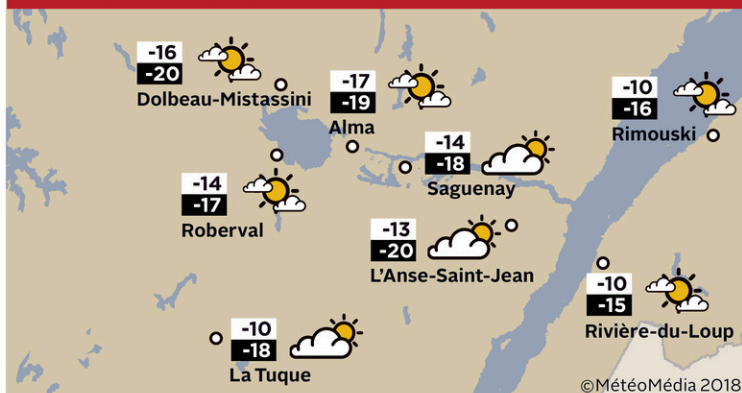 -16
-20
Dolbeau-Mistassini
-17
-19
Alma
-10
-16
Rimouski
-14
-18
Saguenay
-14
-17
Roberval
-13
-20
L'Anse-Saint-Jean
-10
-15
Rivière-du-Loup
-10
-18
La Tuque
©MétéoMédia 2018